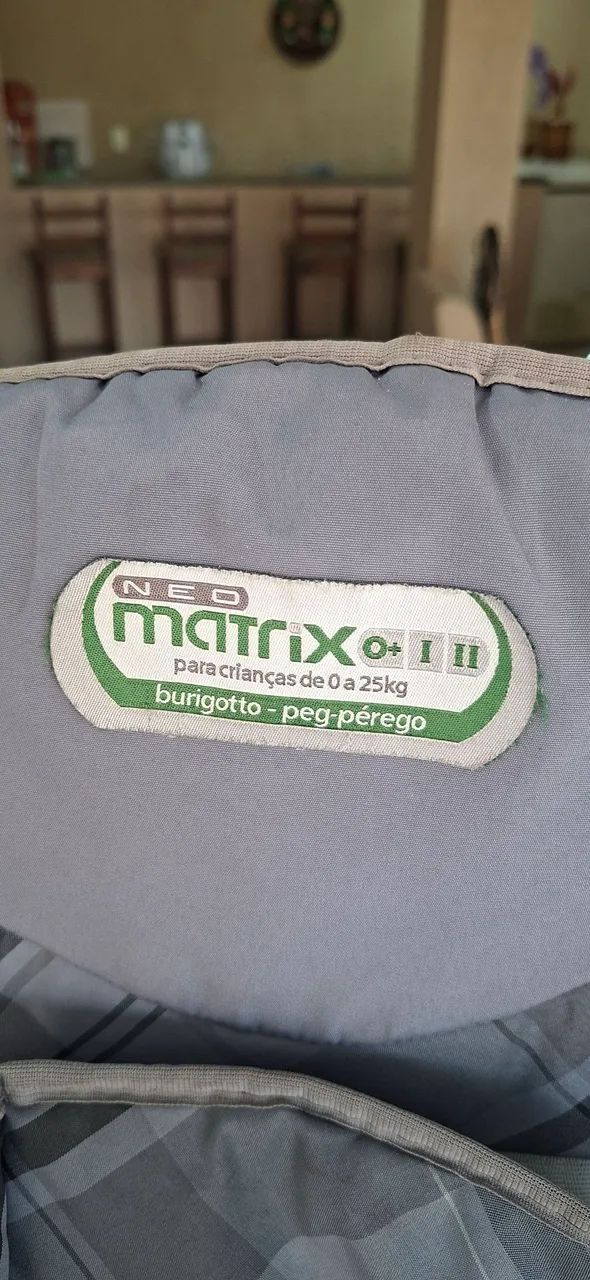 NEO
matrix 0+ I II
para crianças de 0 a 25kg
burigotto - peg-pérego